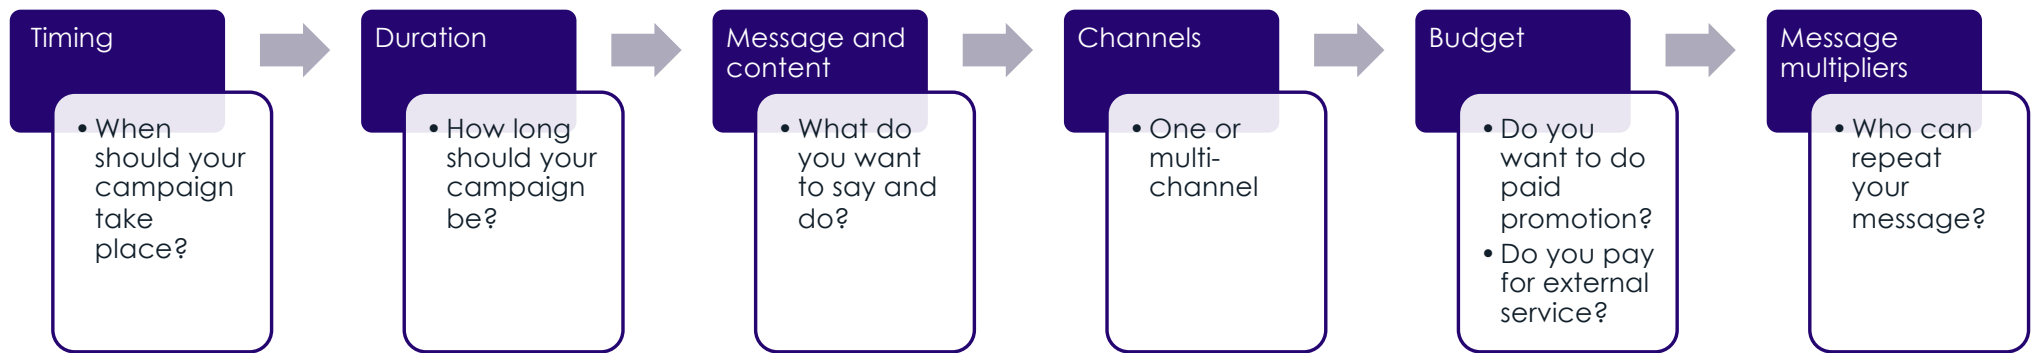 Timing
• When
should your
campaign
take
place?
Duration
• How long
should your
campaign
be?
Message and
content
• What do
you want
to say and
do?
Channels
• One or
multi-
channel
Budget
• Do you
want to do
paid
promotion?
• Do you pay
for external
service?
Message
multipliers
• Who can
repeat
your
message?